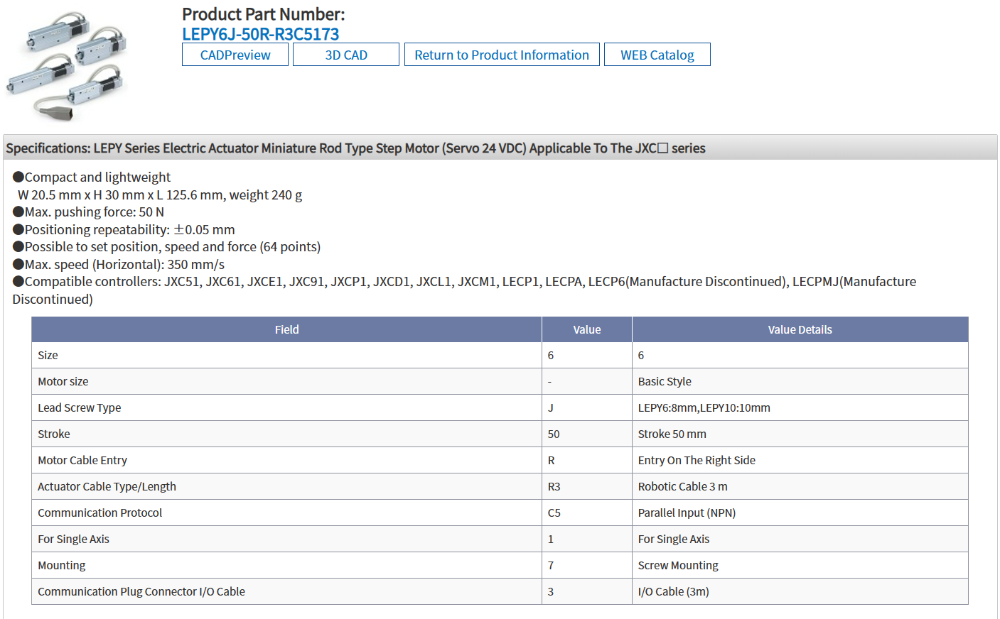 Product Part Number:
LEPY6J-50R-R3C5173
CADPreview 3D CAD Return to Product Information WEB Catalog
Specifications: LEPY Series Electric Actuator Miniature Rod Type Step Motor (Servo 24 VDC) Applicable To The JXC□ series
●Compact and lightweight
W 20.5 mm x H 30 mm x L 125.6 mm, weight 240 g
●Max. pushing force: 50 N
●Positioning repeatability: ±0.05 mm
●Possible to set position, speed and force (64 points)
●Max. speed (Horizontal): 350 mm/s
●Compatible controllers: JXC51, JXC61, JXCE1, JXC91, JXCP1, JXCD1, JXCL1, JXCM1, LECP1, LECPA, LECP6(Manufacture Discontinued), LECPMJ(Manufacture
Discontinued)
Field Value Value Details
Size 6 6
Motor size - Basic Style
Lead Screw Type J LEPY6:8mm,LEPY10:10mm
Stroke 50 Stroke 50 mm
Motor Cable Entry R Entry On The Right Side
Actuator Cable Type/Length R3 Robotic Cable 3 m
Communication Protocol C5 Parallel Input (NPN)
For Single Axis 1 For Single Axis
Mounting 7 Screw Mounting
Communication Plug Connector I/O Cable 3 I/O Cable (3m)